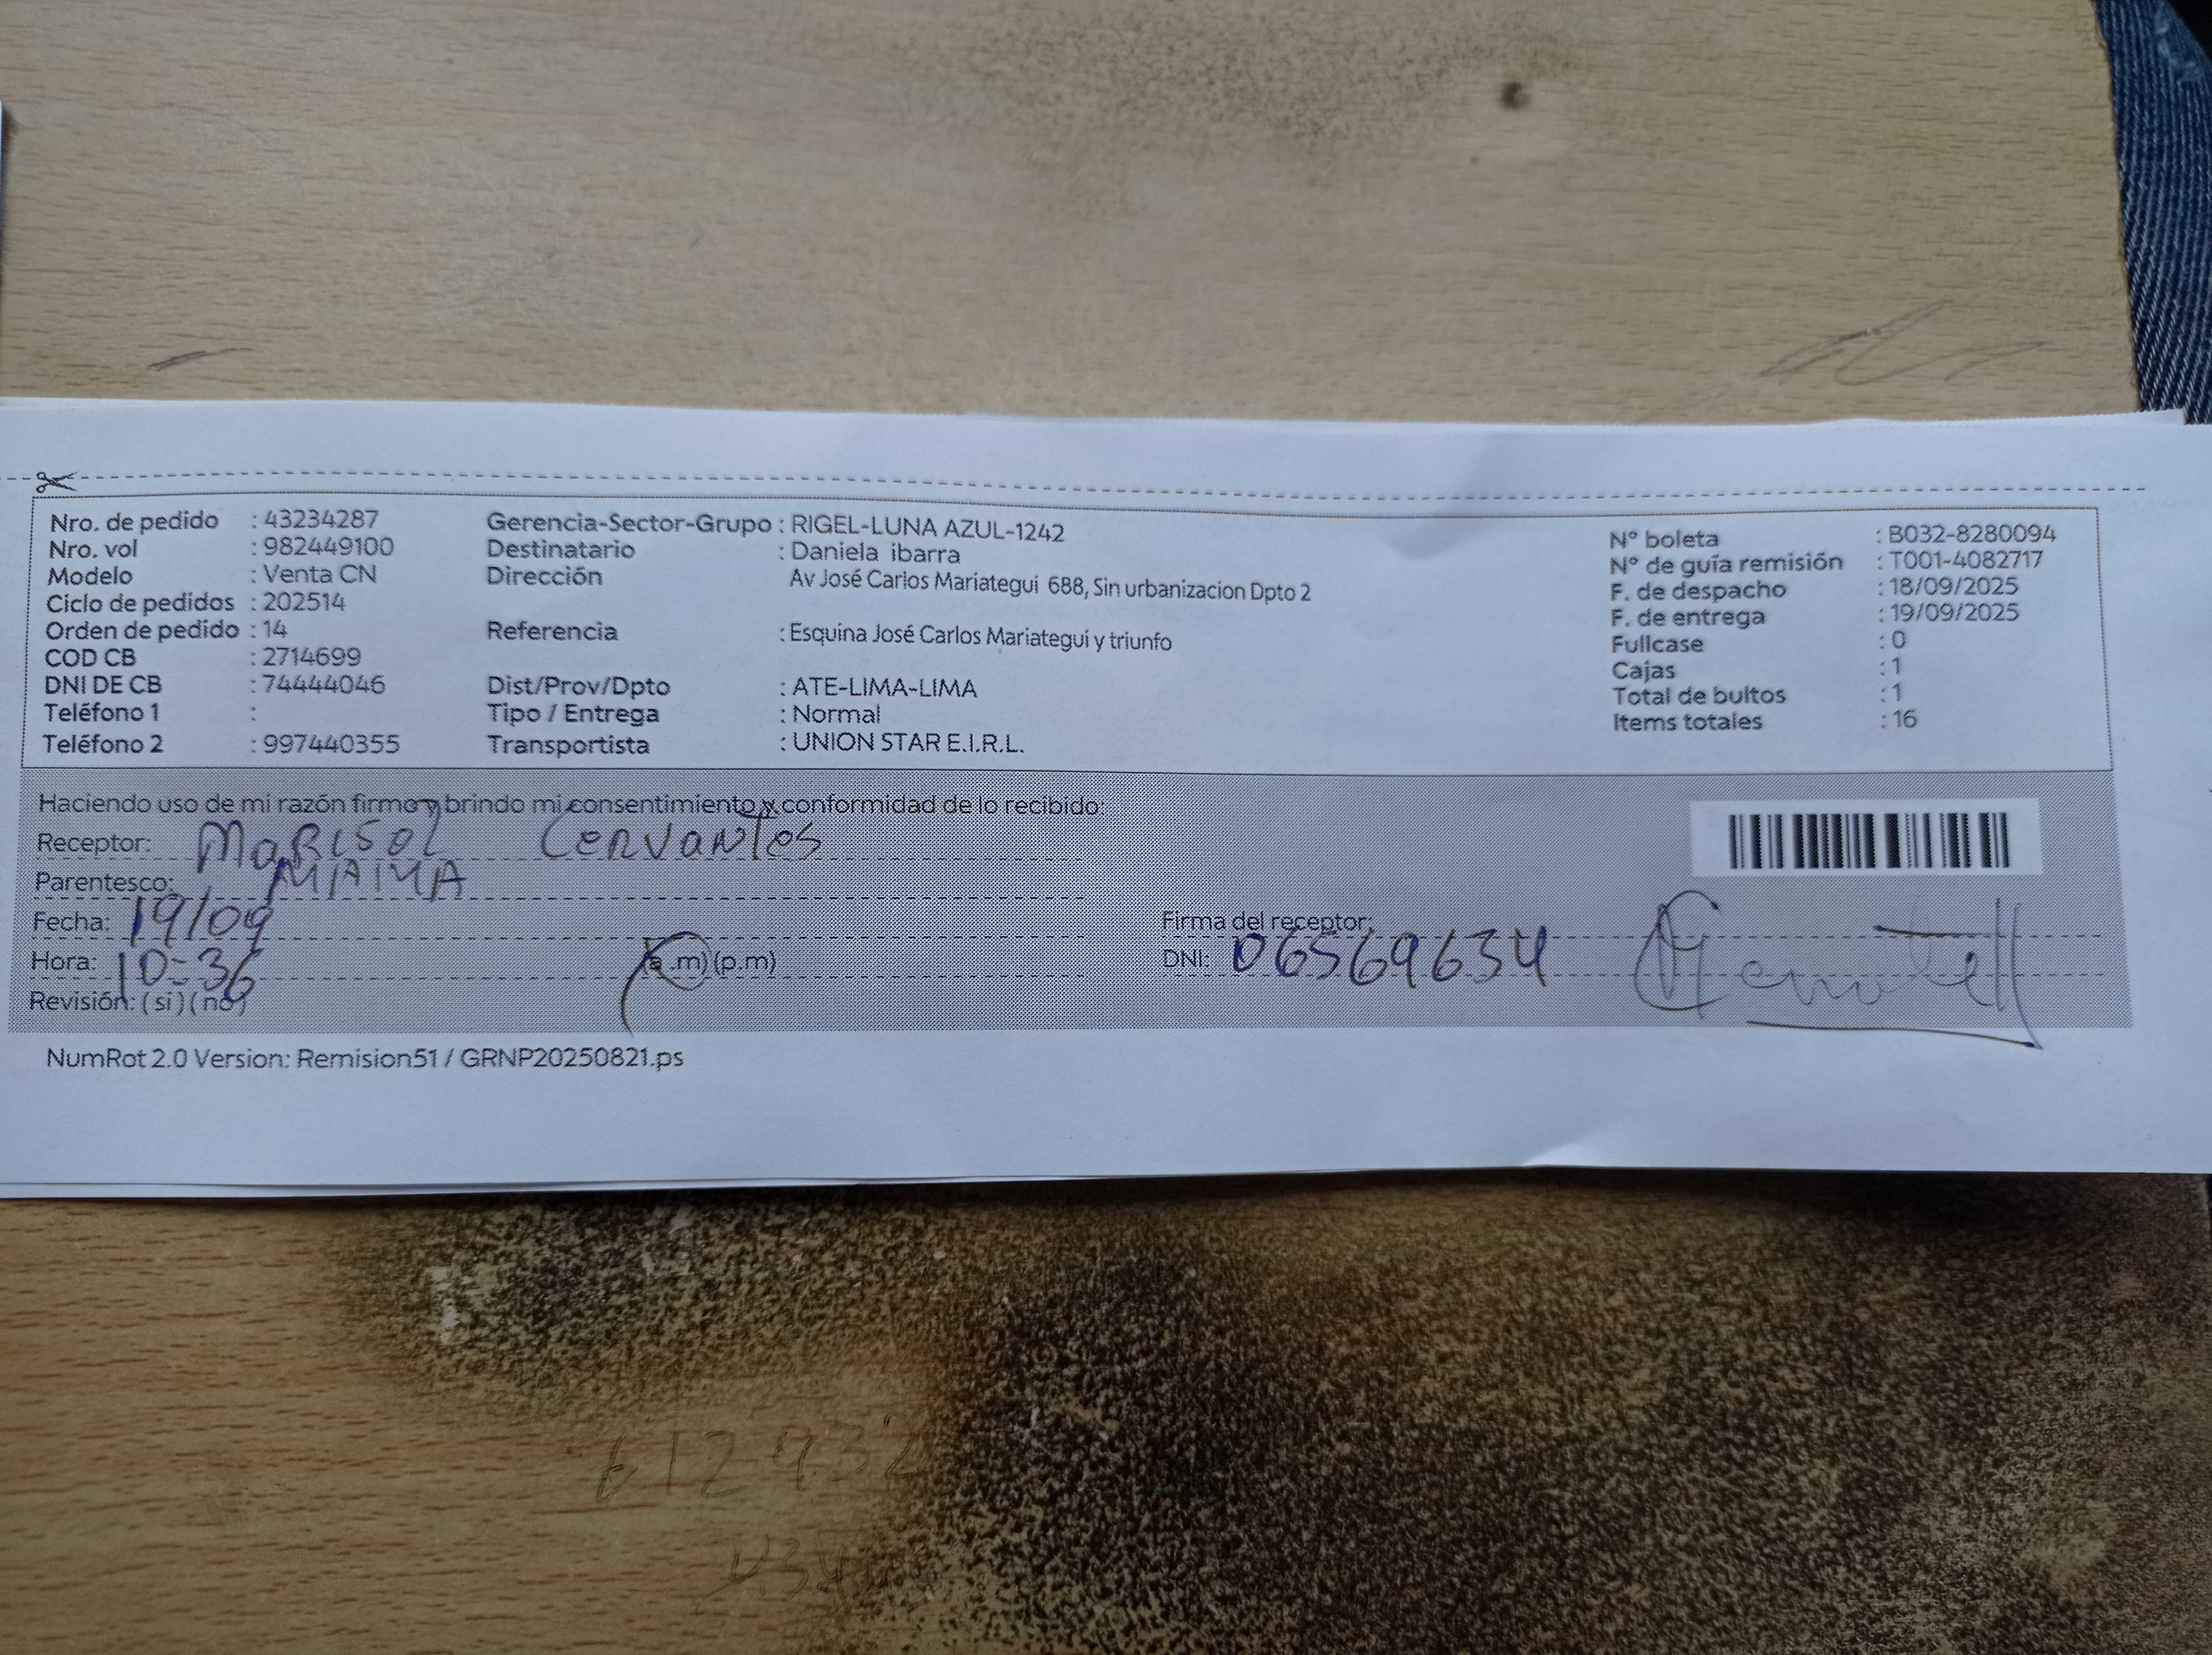 Nro. de pedido : 43234287
Nro. vol : 982449100
Modelo : Venta CN
Ciclo de pedidos : 202514
Orden de pedido : 14
COD CB : 2714699
DNI DE CB : 74444046
Teléfono 1 :
Teléfono 2 : 997440355
Gerencia-Sector-Grupo : RIGEL-LUNA AZUL-1242
Destinatario : Daniela ibarra
Dirección Av José Carlos Mariategui 688, Sin urbanizacion Dpto 2
Referencia : Esquina José Carlos Mariategui y triunfo
Dist/Prov/Dpto : ATE-LIMA-LIMA
Tipo / Entrega : Normal
Transportista : UNION STAR E.I.R.L.
N° boleta : B032-8280094
N° de guía remisión : T001-4082717
F. de despacho : 18/09/2025
F. de entrega : 19/09/2025
Fullcase : 0
Cajas : 1
Total de bultos : 1
Items totales : 16
Haciendo uso de mi razón firmo y brindo mi consentimiento y conformidad de lo recibido:
Receptor: MaRISOL Cervantes
Parentesco: MAMA
Fecha: 19/09
Hora: 10:36 (a.m) (p.m)
Revisión: (si) (no)
Firma del receptor:
DNI: 06569634
NumRot 2.0 Version: Remision51 / GRNP20250821.ps
612432